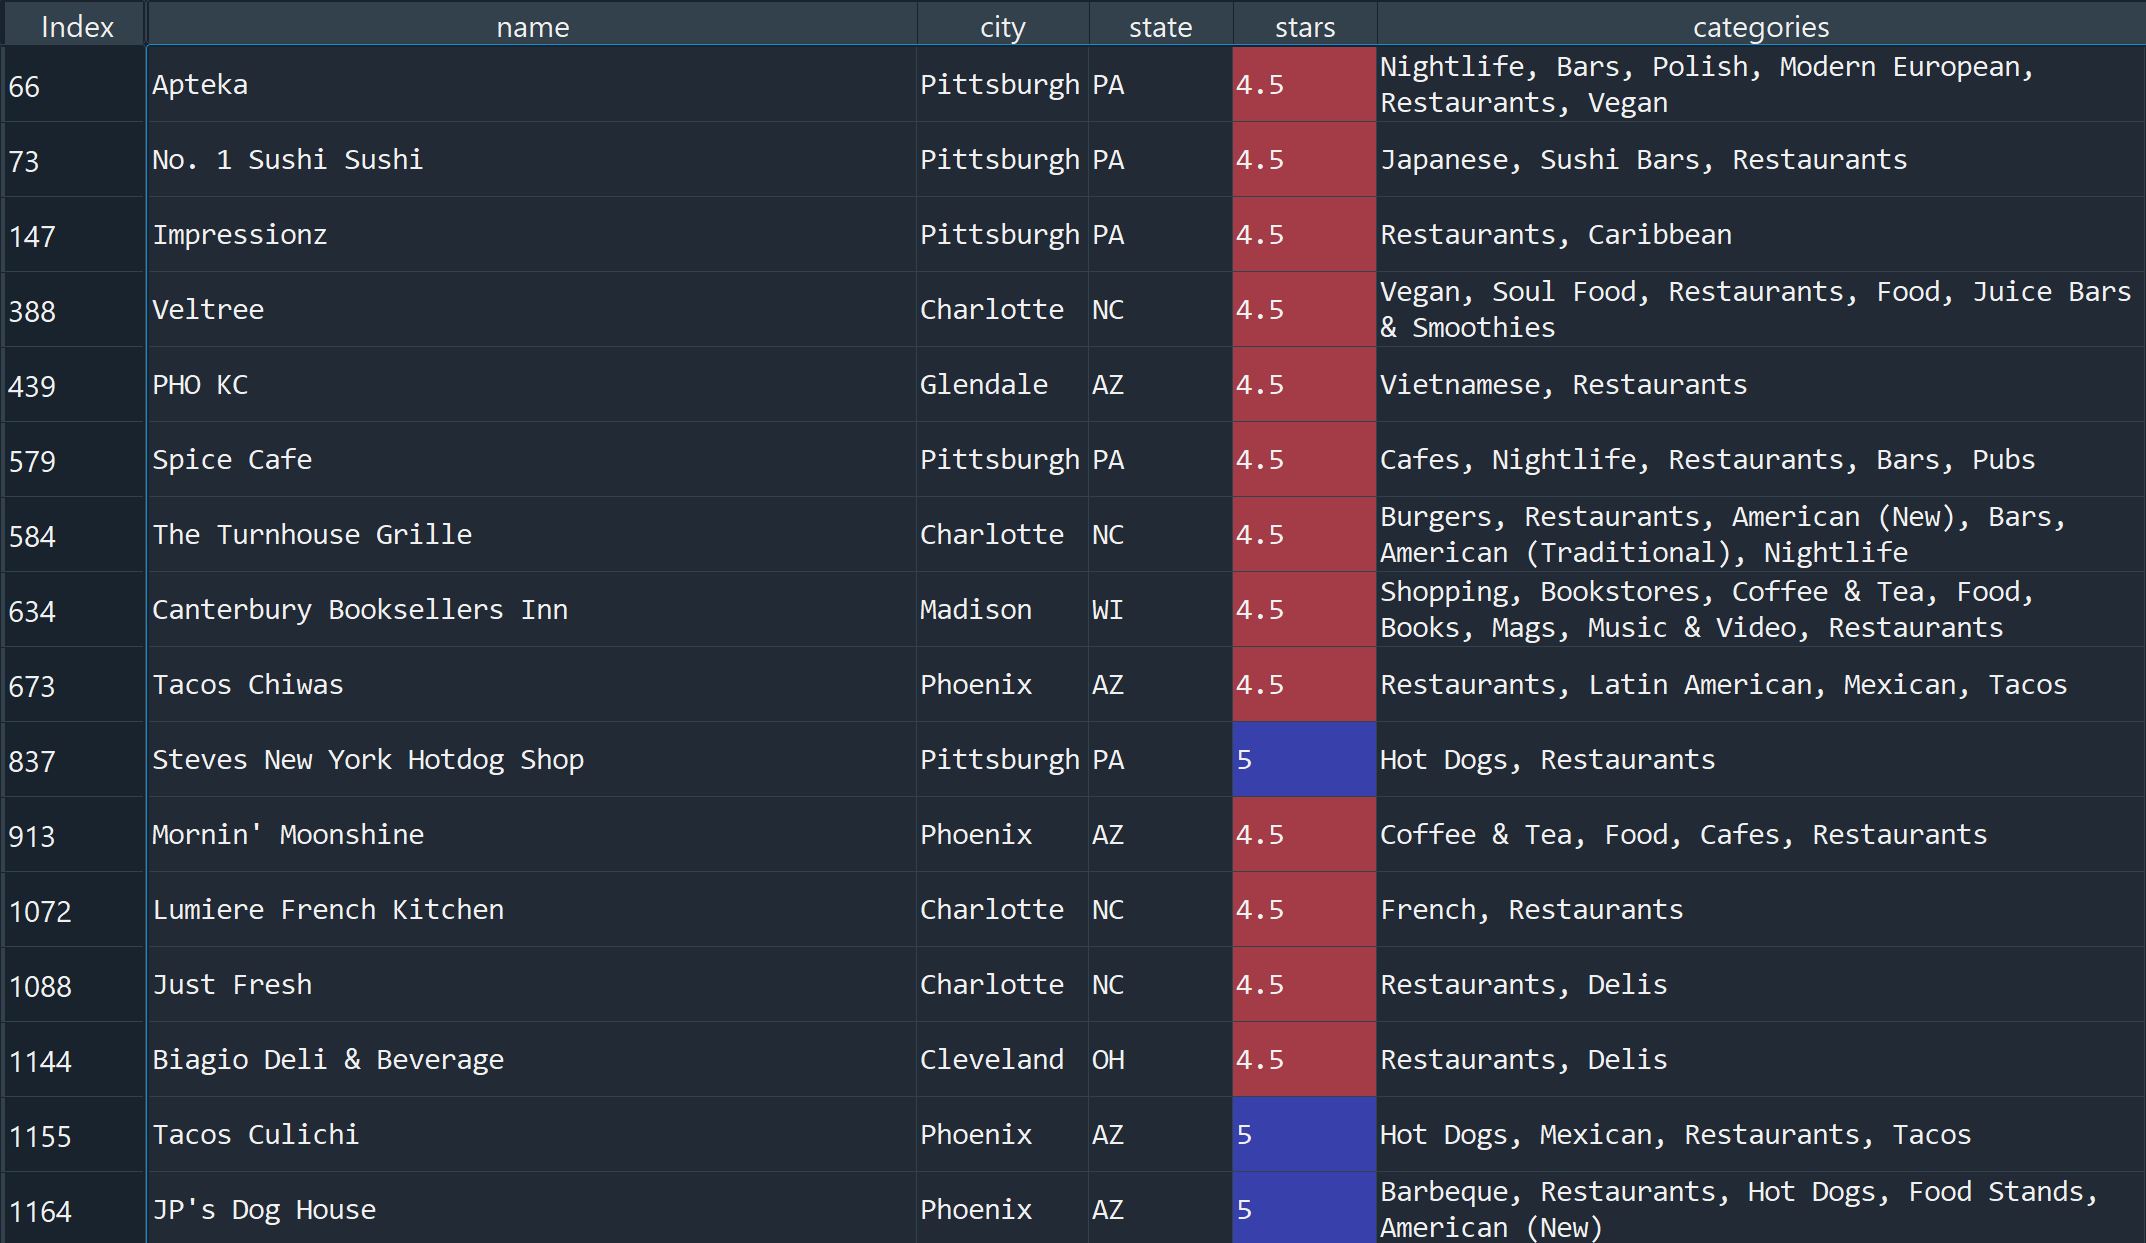 Index name city state stars categories
66 Apteka Pittsburgh PA 4.5 Nightlife, Bars, Polish, Modern European,
Restaurants, Vegan
73 No. 1 Sushi Sushi Pittsburgh PA 4.5 Japanese, Sushi Bars, Restaurants
147 Impressionz Pittsburgh PA 4.5 Restaurants, Caribbean
388 Veltree Charlotte NC 4.5 Vegan, Soul Food, Restaurants, Food, Juice Bars
& Smoothies
439 PHO KC Glendale AZ 4.5 Vietnamese, Restaurants
579 Spice Cafe Pittsburgh PA 4.5 Cafes, Nightlife, Restaurants, Bars, Pubs
584 The Turnhouse Grille Charlotte NC 4.5 Burgers, Restaurants, American (New), Bars,
American (Traditional), Nightlife
634 Canterbury Booksellers Inn Madison WI 4.5 Shopping, Bookstores, Coffee & Tea, Food,
Books, Mags, Music & Video, Restaurants
673 Tacos Chiwas Phoenix AZ 4.5 Restaurants, Latin American, Mexican, Tacos
837 Steves New York Hotdog Shop Pittsburgh PA 5 Hot Dogs, Restaurants
913 Mornin' Moonshine Phoenix AZ 4.5 Coffee & Tea, Food, Cafes, Restaurants
1072 Lumiere French Kitchen Charlotte NC 4.5 French, Restaurants
1088 Just Fresh Charlotte NC 4.5 Restaurants, Delis
1144 Biagio Deli & Beverage Cleveland OH 4.5 Restaurants, Delis
1155 Tacos Culichi Phoenix AZ 5 Hot Dogs, Mexican, Restaurants, Tacos
1164 JP's Dog House Phoenix AZ 5 Barbeque, Restaurants, Hot Dogs, Food Stands,
American (New)